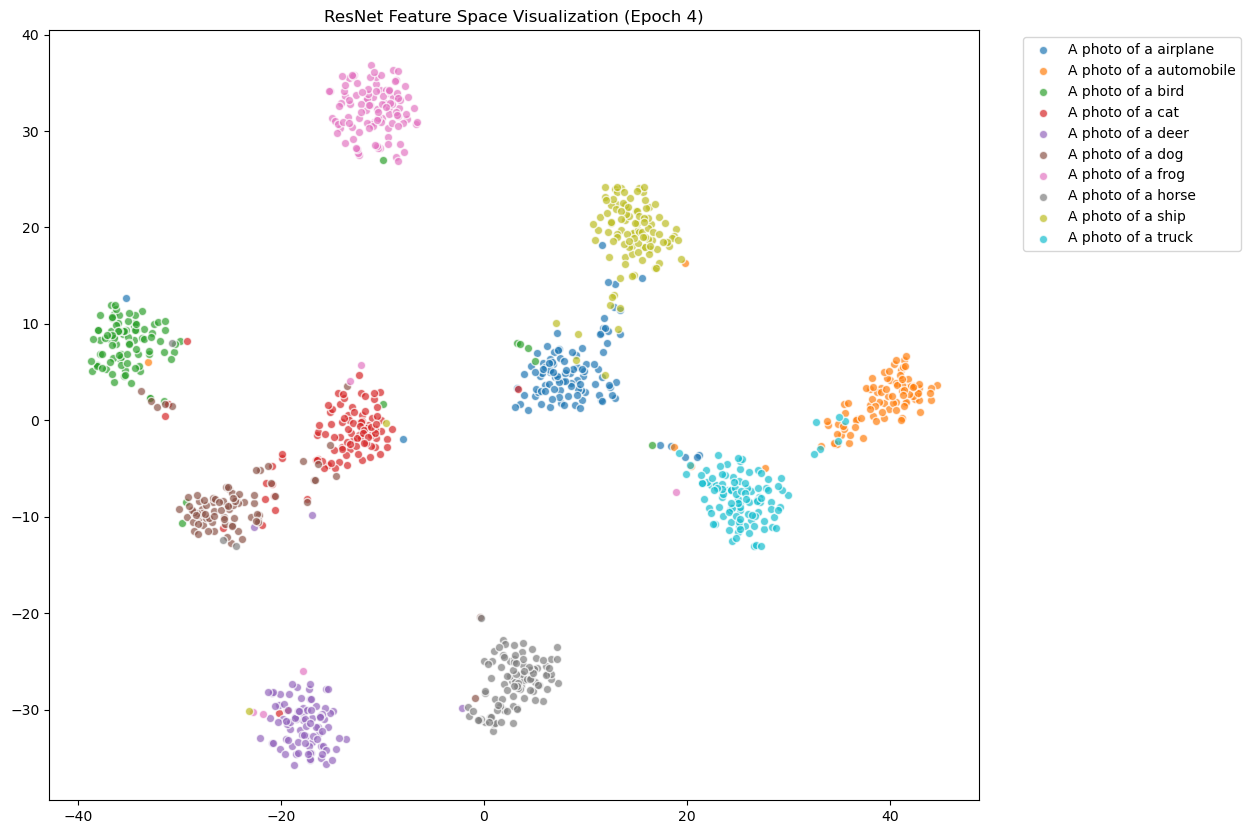 ResNet Feature Space Visualization (Epoch 4)
40
30
20
10
0
−10
−20
−30
−40
−20
0
20
40
A photo of a airplane
A photo of a automobile
A photo of a bird
A photo of a cat
A photo of a deer
A photo of a dog
A photo of a frog
A photo of a horse
A photo of a ship
A photo of a truck